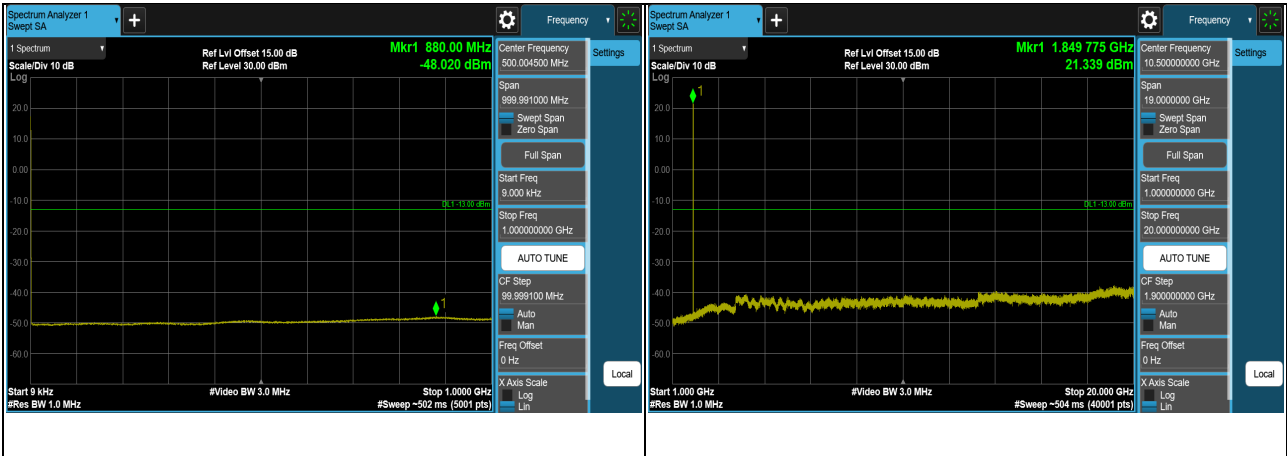 Spectrum Analyzer 1
Swept SA
+
Frequency
1 Spectrum
Scale/Div 10 dB
Log
Ref Lvl Offset 15.00 dB
Ref Level 30.00 dBm
Mkr1 880.00 MHz
-48.020 dBm
20.0
10.0
0.00
-10.0
-20.0
-30.0
-40.0
-50.0
-60.0
DL1 -13.00 dBm
1
Start 9 kHz
#Res BW 1.0 MHz
#Video BW 3.0 MHz
Stop 1.0000 GHz
#Sweep ~502 ms (5001 pts)
Center Frequency
500.004500 MHz
Span
999.991000 MHz
Swept Span
Zero Span
Full Span
Start Freq
9.000 kHz
Stop Freq
1.000000000 GHz
AUTO TUNE
CF Step
99.999100 MHz
Auto
Man
Freq Offset
0 Hz
X Axis Scale
Log
Lin
Settings
Local
Spectrum Analyzer 1
Swept SA
+
Frequency
1 Spectrum
Scale/Div 10 dB
Log
Ref Lvl Offset 15.00 dB
Ref Level 30.00 dBm
Mkr1 1.849 775 GHz
21.339 dBm
1
20.0
10.0
0.00
-10.0
-20.0
-30.0
-40.0
-50.0
-60.0
DL1 -13.00 dBm
Start 1.000 GHz
#Res BW 1.0 MHz
#Video BW 3.0 MHz
Stop 20.000 GHz
#Sweep ~504 ms (40001 pts)
Center Frequency
10.500000000 GHz
Span
19.0000000 GHz
Swept Span
Zero Span
Full Span
Start Freq
1.000000000 GHz
Stop Freq
20.000000000 GHz
AUTO TUNE
CF Step
1.900000000 GHz
Auto
Man
Freq Offset
0 Hz
X Axis Scale
Log
Lin
Settings
Local